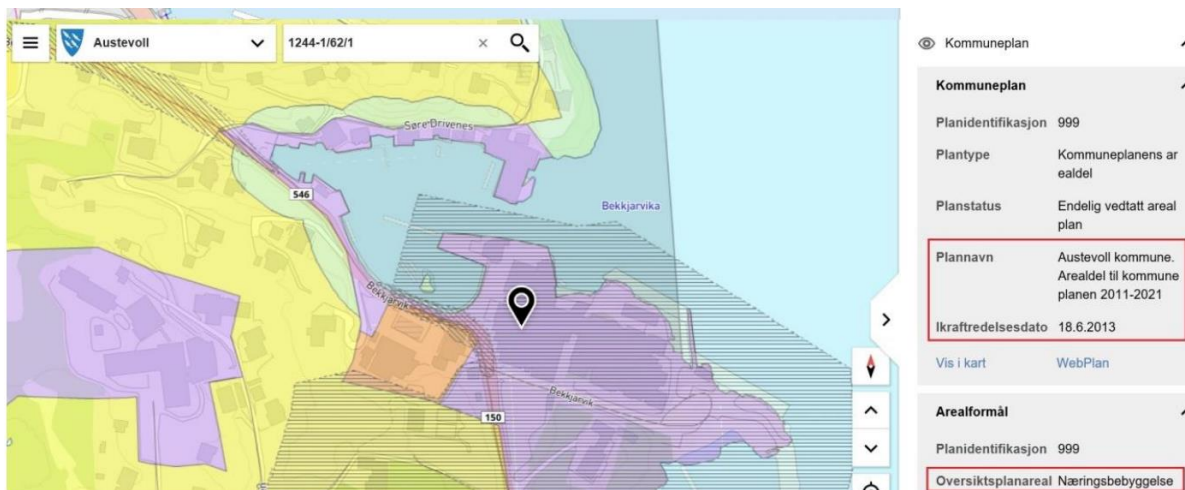 Austevoll
1244-1/62/1
×
Søre Drivenes
546
Bekkjarvika
Bekkjarvik
Bekkjarvik
150
Kommuneplan
Kommuneplan
Planidentifikasjon 999
Plantype Kommuneplanens ar
ealdel
Planstatus Endelig vedtatt areal
plan
Plannavn Austevoll kommune.
Arealdel til kommune
planen 2011-2021
Ikraftredelsesdato 18.6.2013
Vis i kart WebPlan
Arealformål
Planidentifikasjon 999
Oversiktsplanareal Næringsbebyggelse